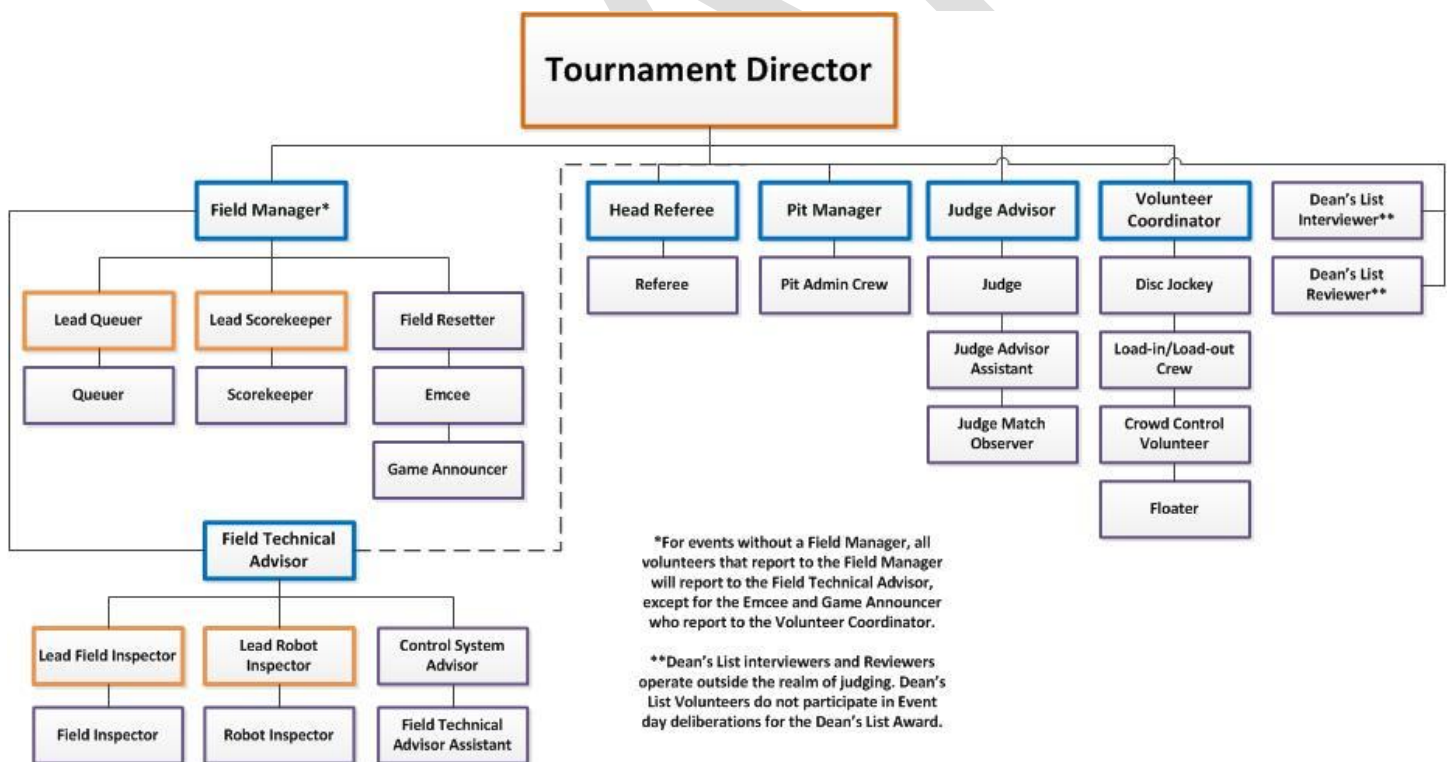 Tournament Director
Field Manager*
Head Referee
Pit Manager
Judge Advisor
Volunteer
Coordinator
Dean's List
Interviewer**
Referee
Pit Admin Crew
Judge
Disc Jockey
Dean's List
Reviewer**
Lead Queuer
Lead Scorekeeper
Field Resetter
Judge Advisor
Assistant
Load-in/Load-out
Crew
Queuer
Scorekeeper
Emcee
Judge Match
Observer
Crowd Control
Volunteer
Game Announcer
Floater
Field Technical
Advisor
*For events without a Field Manager, all
volunteers that report to the Field Manager
will report to the Field Technical Advisor,
except for the Emcee and Game Announcer
who report to the Volunteer Coordinator.
Lead Field Inspector
Lead Robot
Inspector
Control System
Advisor
**Dean's List interviewers and Reviewers
operate outside the realm of judging. Dean's
List Volunteers do not participate in Event
day deliberations for the Dean's List Award.
Field Inspector
Robot Inspector
Field Technical
Advisor Assistant